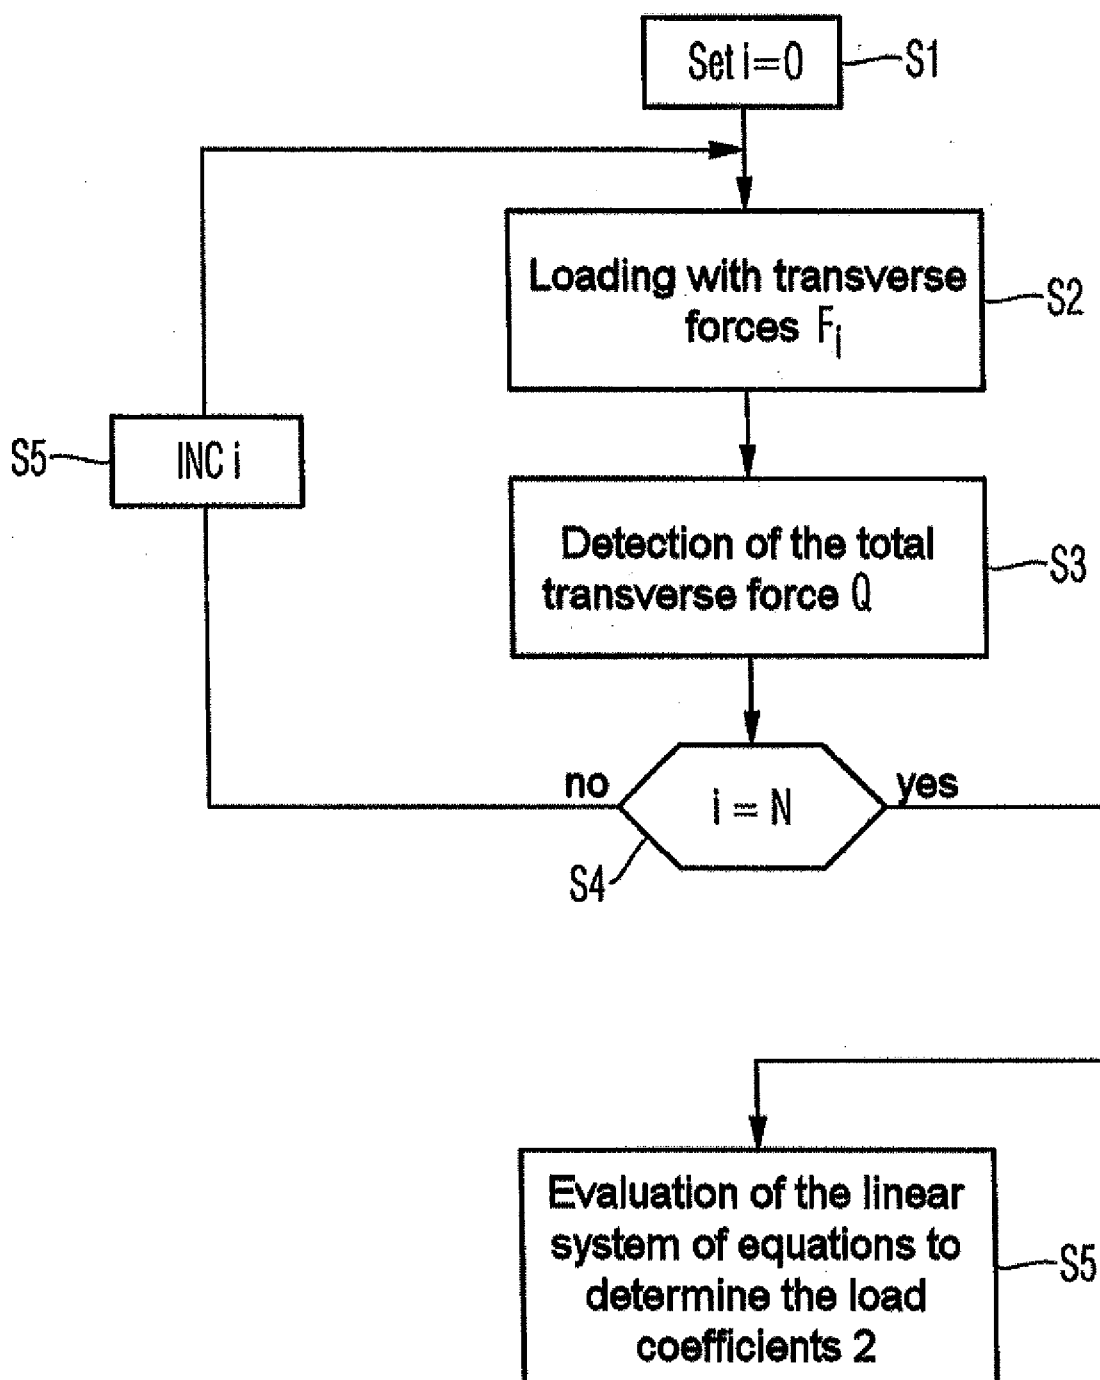 Set i=0
S1
Loading with transverse
forces Fi
S2
INC i
S5
Detection of the total
transverse force Q
S3
no
i = N
yes
S4
Evaluation of the linear
system of equations to
determine the load
coefficients 2
S5